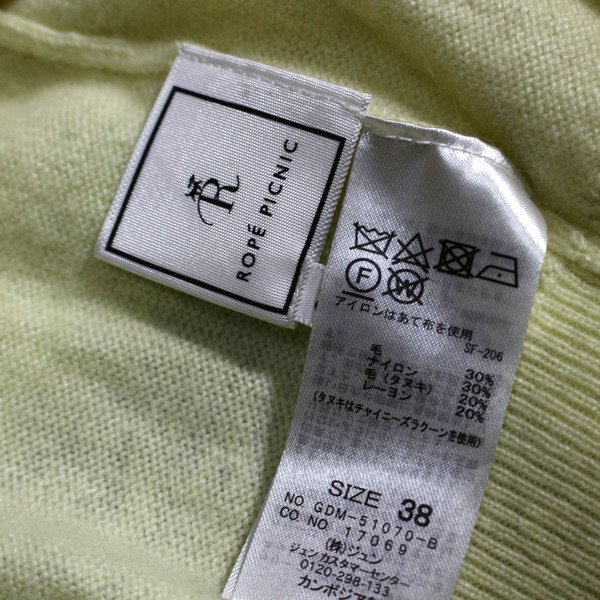 R
ROPÉ PICNIC
F
W
アイロンはあて布を使用
SF-206
毛 30%
ナイロン 30%
毛(タヌキ) 20%
レーヨン 20%
(タヌキはチャイニーズラクーンを使用)
SIZE 38
NO GDM-51070-B
CO NO 17069
(株)ジュン
ジュン カスタマーセンター
0120-298-133
カンボジア